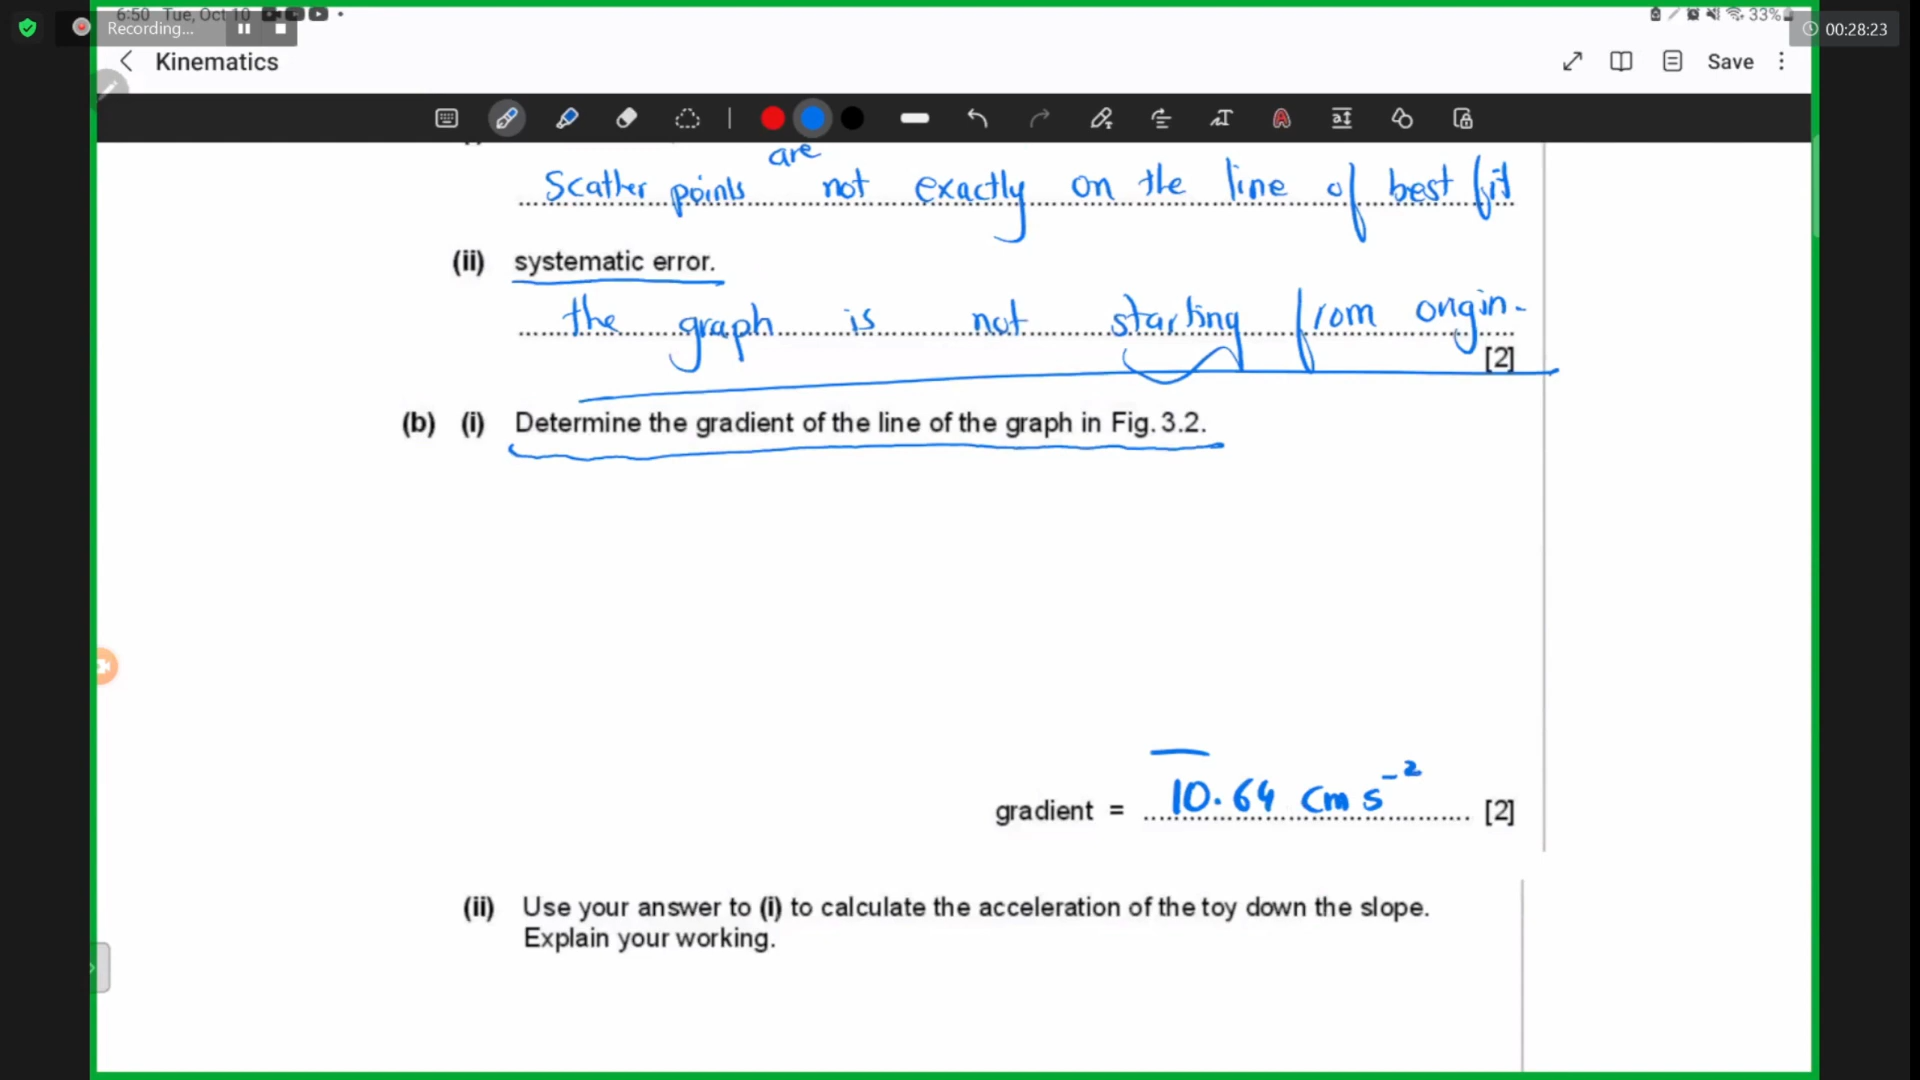 6:50 Tue, Oct 10
33%
Recording...
00:28:23
Kinematics
Save
are
Scatter points not exactly on the line of best fit
(ii) systematic error.
the graph is not starting from origin.
[2]
(b) (i) Determine the gradient of the line of the graph in Fig. 3.2.
gradient = 10.64 cm s⁻² [2]
(ii) Use your answer to (i) to calculate the acceleration of the toy down the slope.
Explain your working.